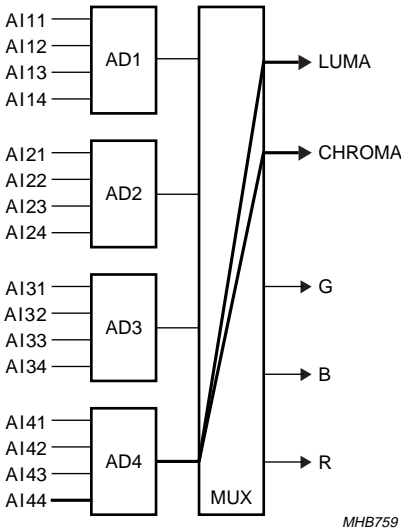 AI11
AI12
AI13
AI14
AD1
AI21
AI22
AI23
AI24
AD2
AI31
AI32
AI33
AI34
AD3
AI41
AI42
AI43
AI44
AD4
MUX
LUMA
CHROMA
G
B
R
MHB759